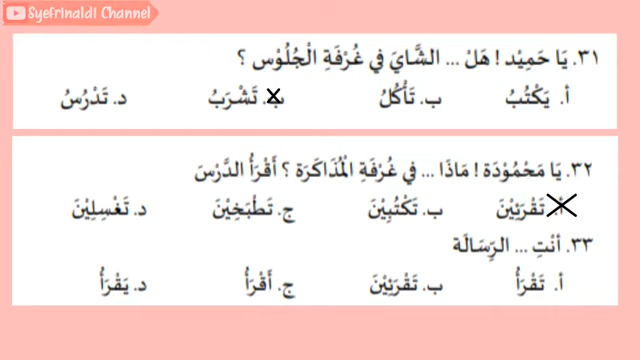 Syefrinaldi Channel
٣١. يَا حَمِيْد ! هَلْ ... الشَّايَ فِي غُرْفَةِ الْجُلُوْس ؟
أ. يَكْتُبُ ب. تَأْكُلُ ب. تَشْرَبُ د. تَدْرُسُ
٣٢. يَا مَحْمُوْدَة ! مَاذَا ... فِي غُرْفَةِ الْمُذَاكَرَة ؟ أَقْرَأُ الدَّرْسَ
أ. تَقْرَئِيْنَ ب. تَكْتُبِيْنَ ج. تَطْبَخِيْنَ د. تَغْسِلِيْنَ
٣٣. أَنْتِ ... الرِّسَالَة
أ. تَقْرَأُ ب. تَقْرَئِيْنَ ج. أَقْرَأُ د. يَقْرَأُ